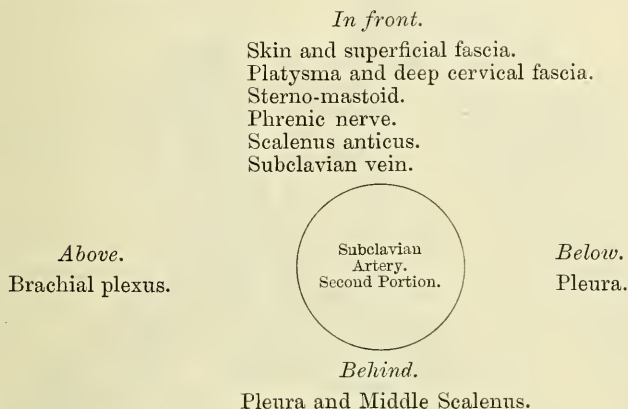 In front.
Skin and superficial fascia.
Platysma and deep cervical fascia.
Sterno-mastoid.
Phrenic nerve.
Scalenus anticus.
Subclavian vein.
Above.
Brachial plexus.
Subclavian
Artery.
Second Portion.
Below.
Pleura.
Behind.
Pleura and Middle Scalenus.